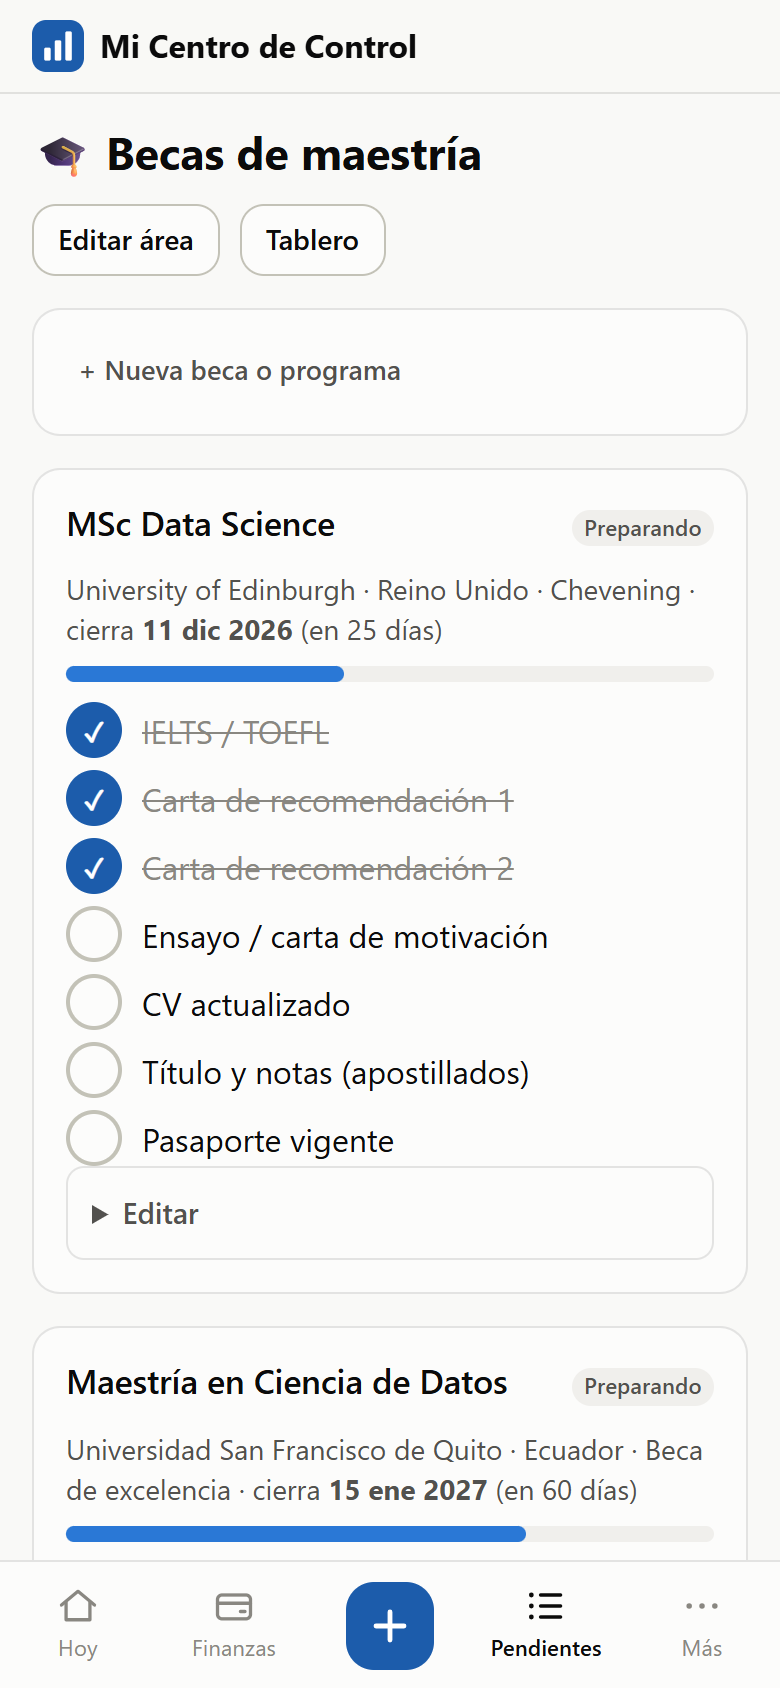 Mi Centro de Control
Becas de maestría
Editar área
Tablero
+ Nueva beca o programa
MSc Data Science
Preparando
University of Edinburgh · Reino Unido · Chevening ·
cierra 11 dic 2026 (en 25 días)
IELTS / TOEFL
Carta de recomendación 1
Carta de recomendación 2
Ensayo / carta de motivación
CV actualizado
Título y notas (apostillados)
Pasaporte vigente
Editar
Maestría en Ciencia de Datos
Preparando
Universidad San Francisco de Quito · Ecuador · Beca
de excelencia · cierra 15 ene 2027 (en 60 días)
Hoy
Finanzas
Pendientes
Más